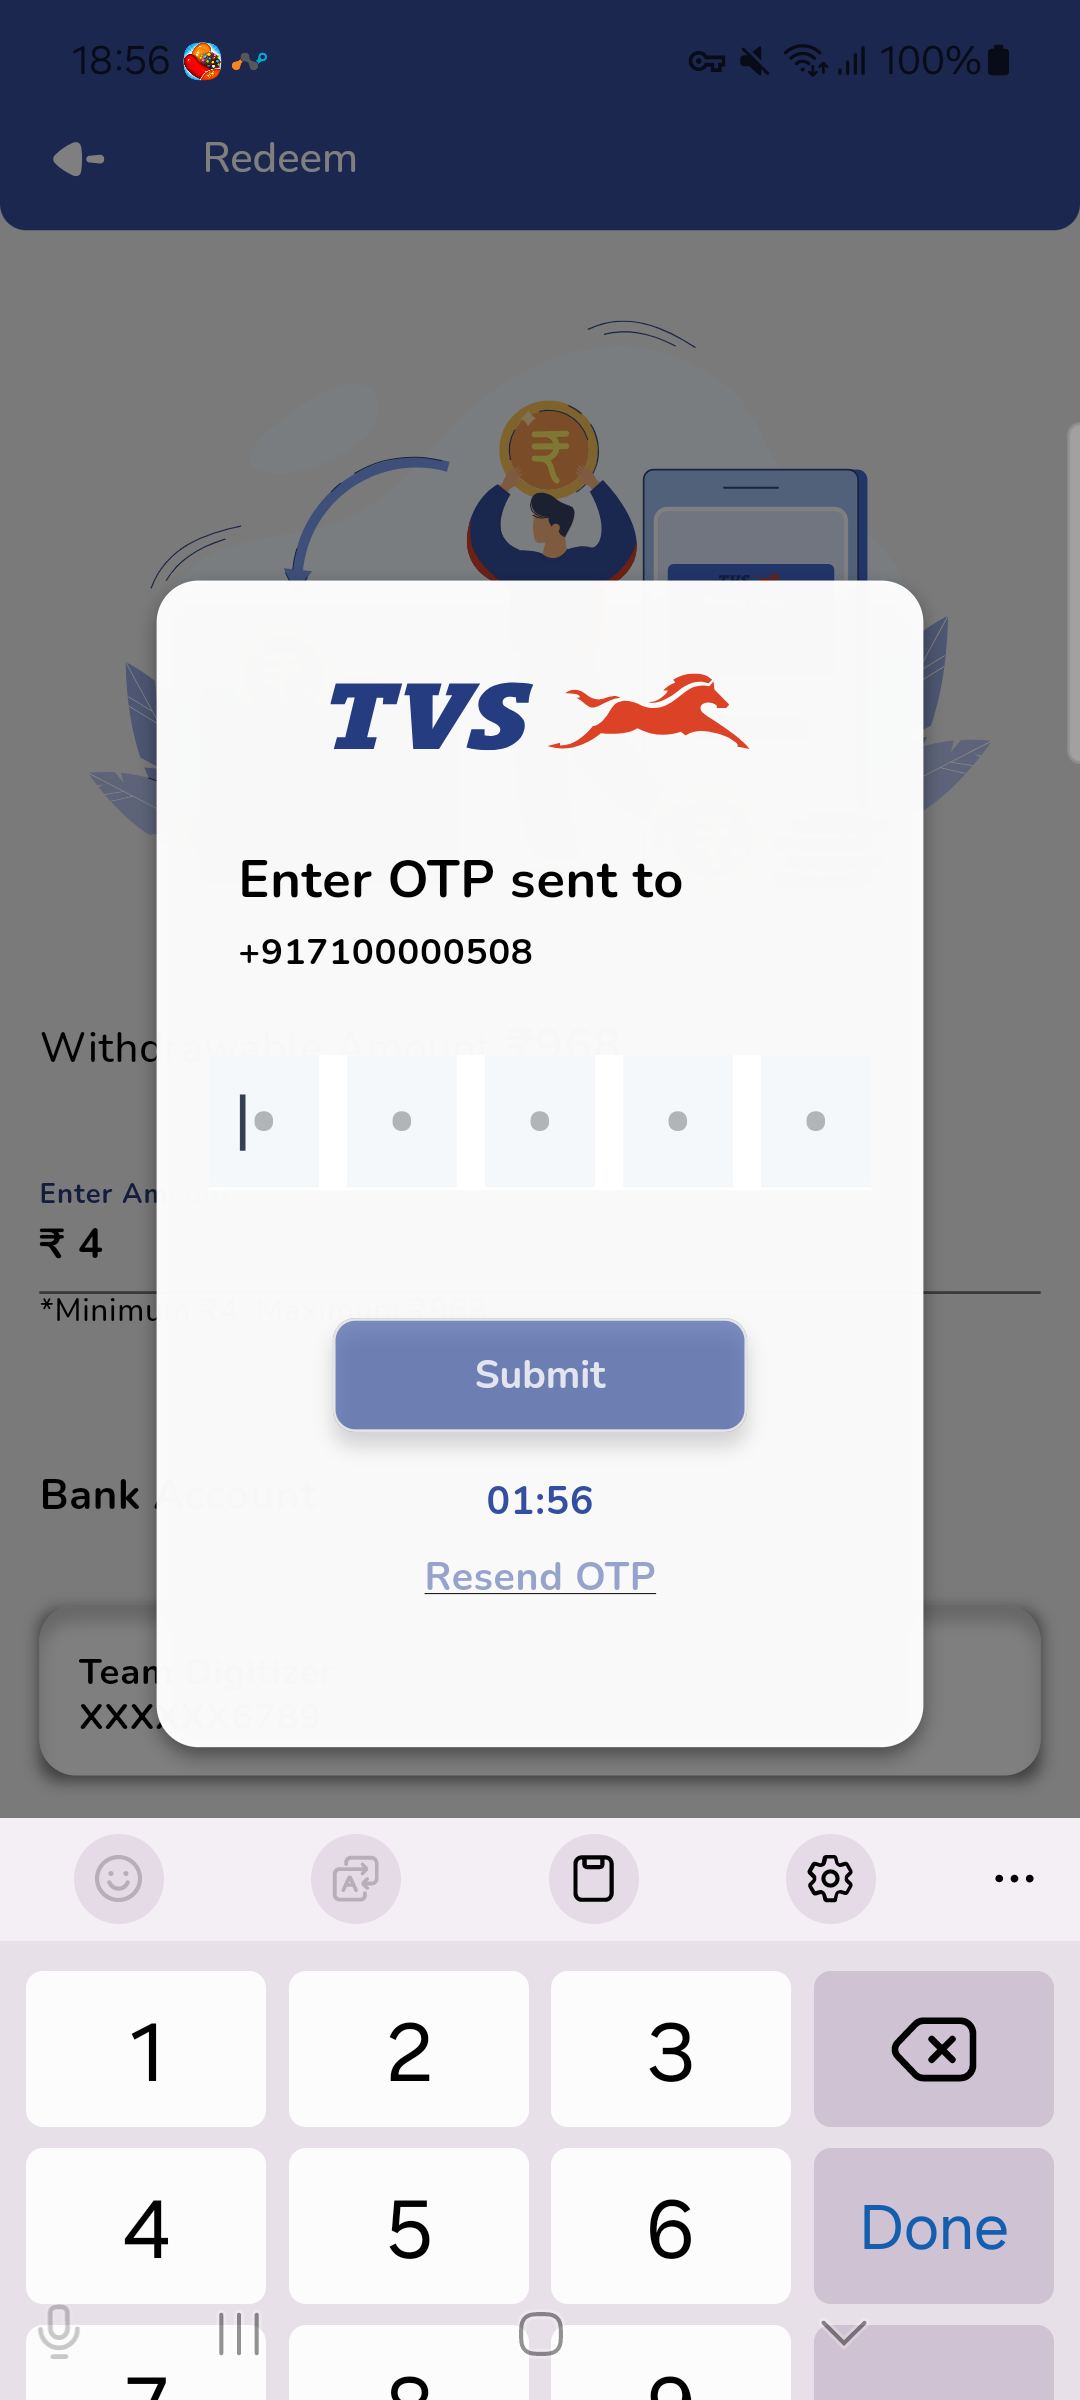 18:56
100%
Redeem
TVS
TVS
Enter OTP sent to
+917100000508
Withdrawable Amount ₹968
Enter Amount
₹ 4
*Minimum ₹4, Maximum ₹968
Submit
Bank Account
01:56
Resend OTP
Team Digitizer
XXXXXX6789
1
2
3
4
5
6
Done
7
8
9